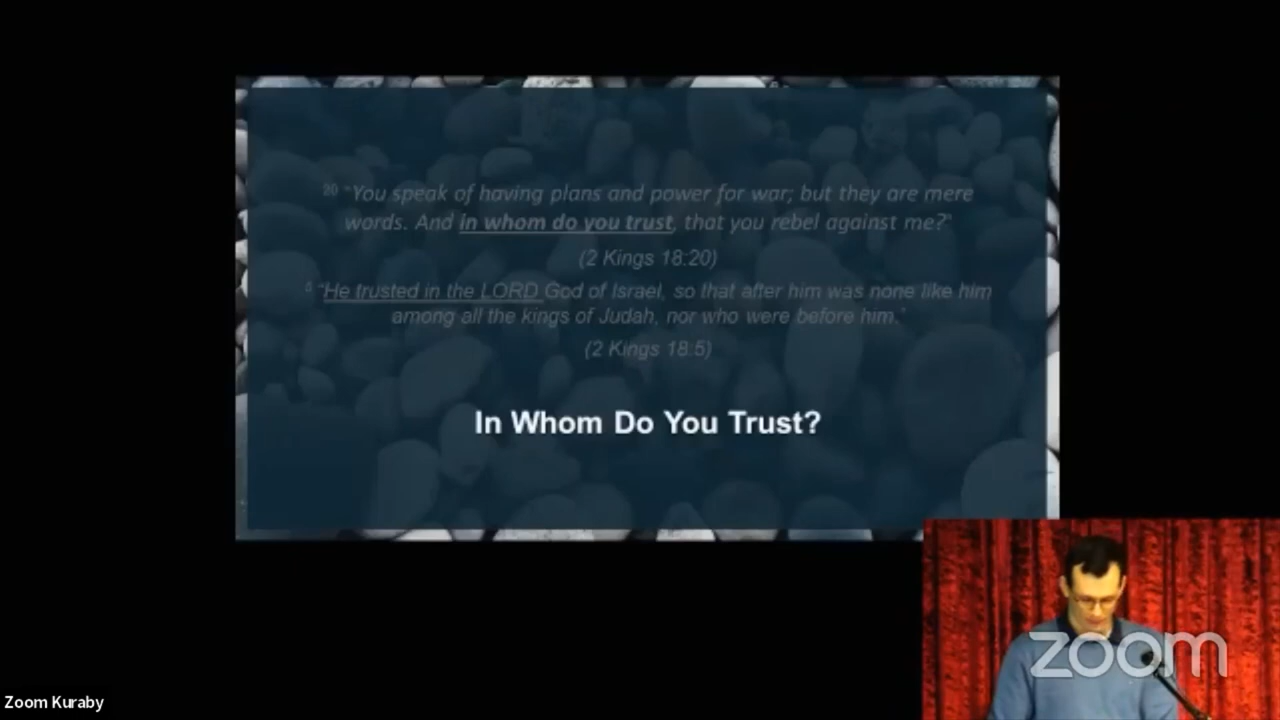 20 "You speak of having plans and power for war; but they are mere
words. And in whom do you trust, that you rebel against me?"
(2 Kings 18:20)
5 "He trusted in the LORD God of Israel, so that after him was none like him
among all the kings of Judah, nor who were before him."
(2 Kings 18:5)
In Whom Do You Trust?
zoom
Zoom Kuraby